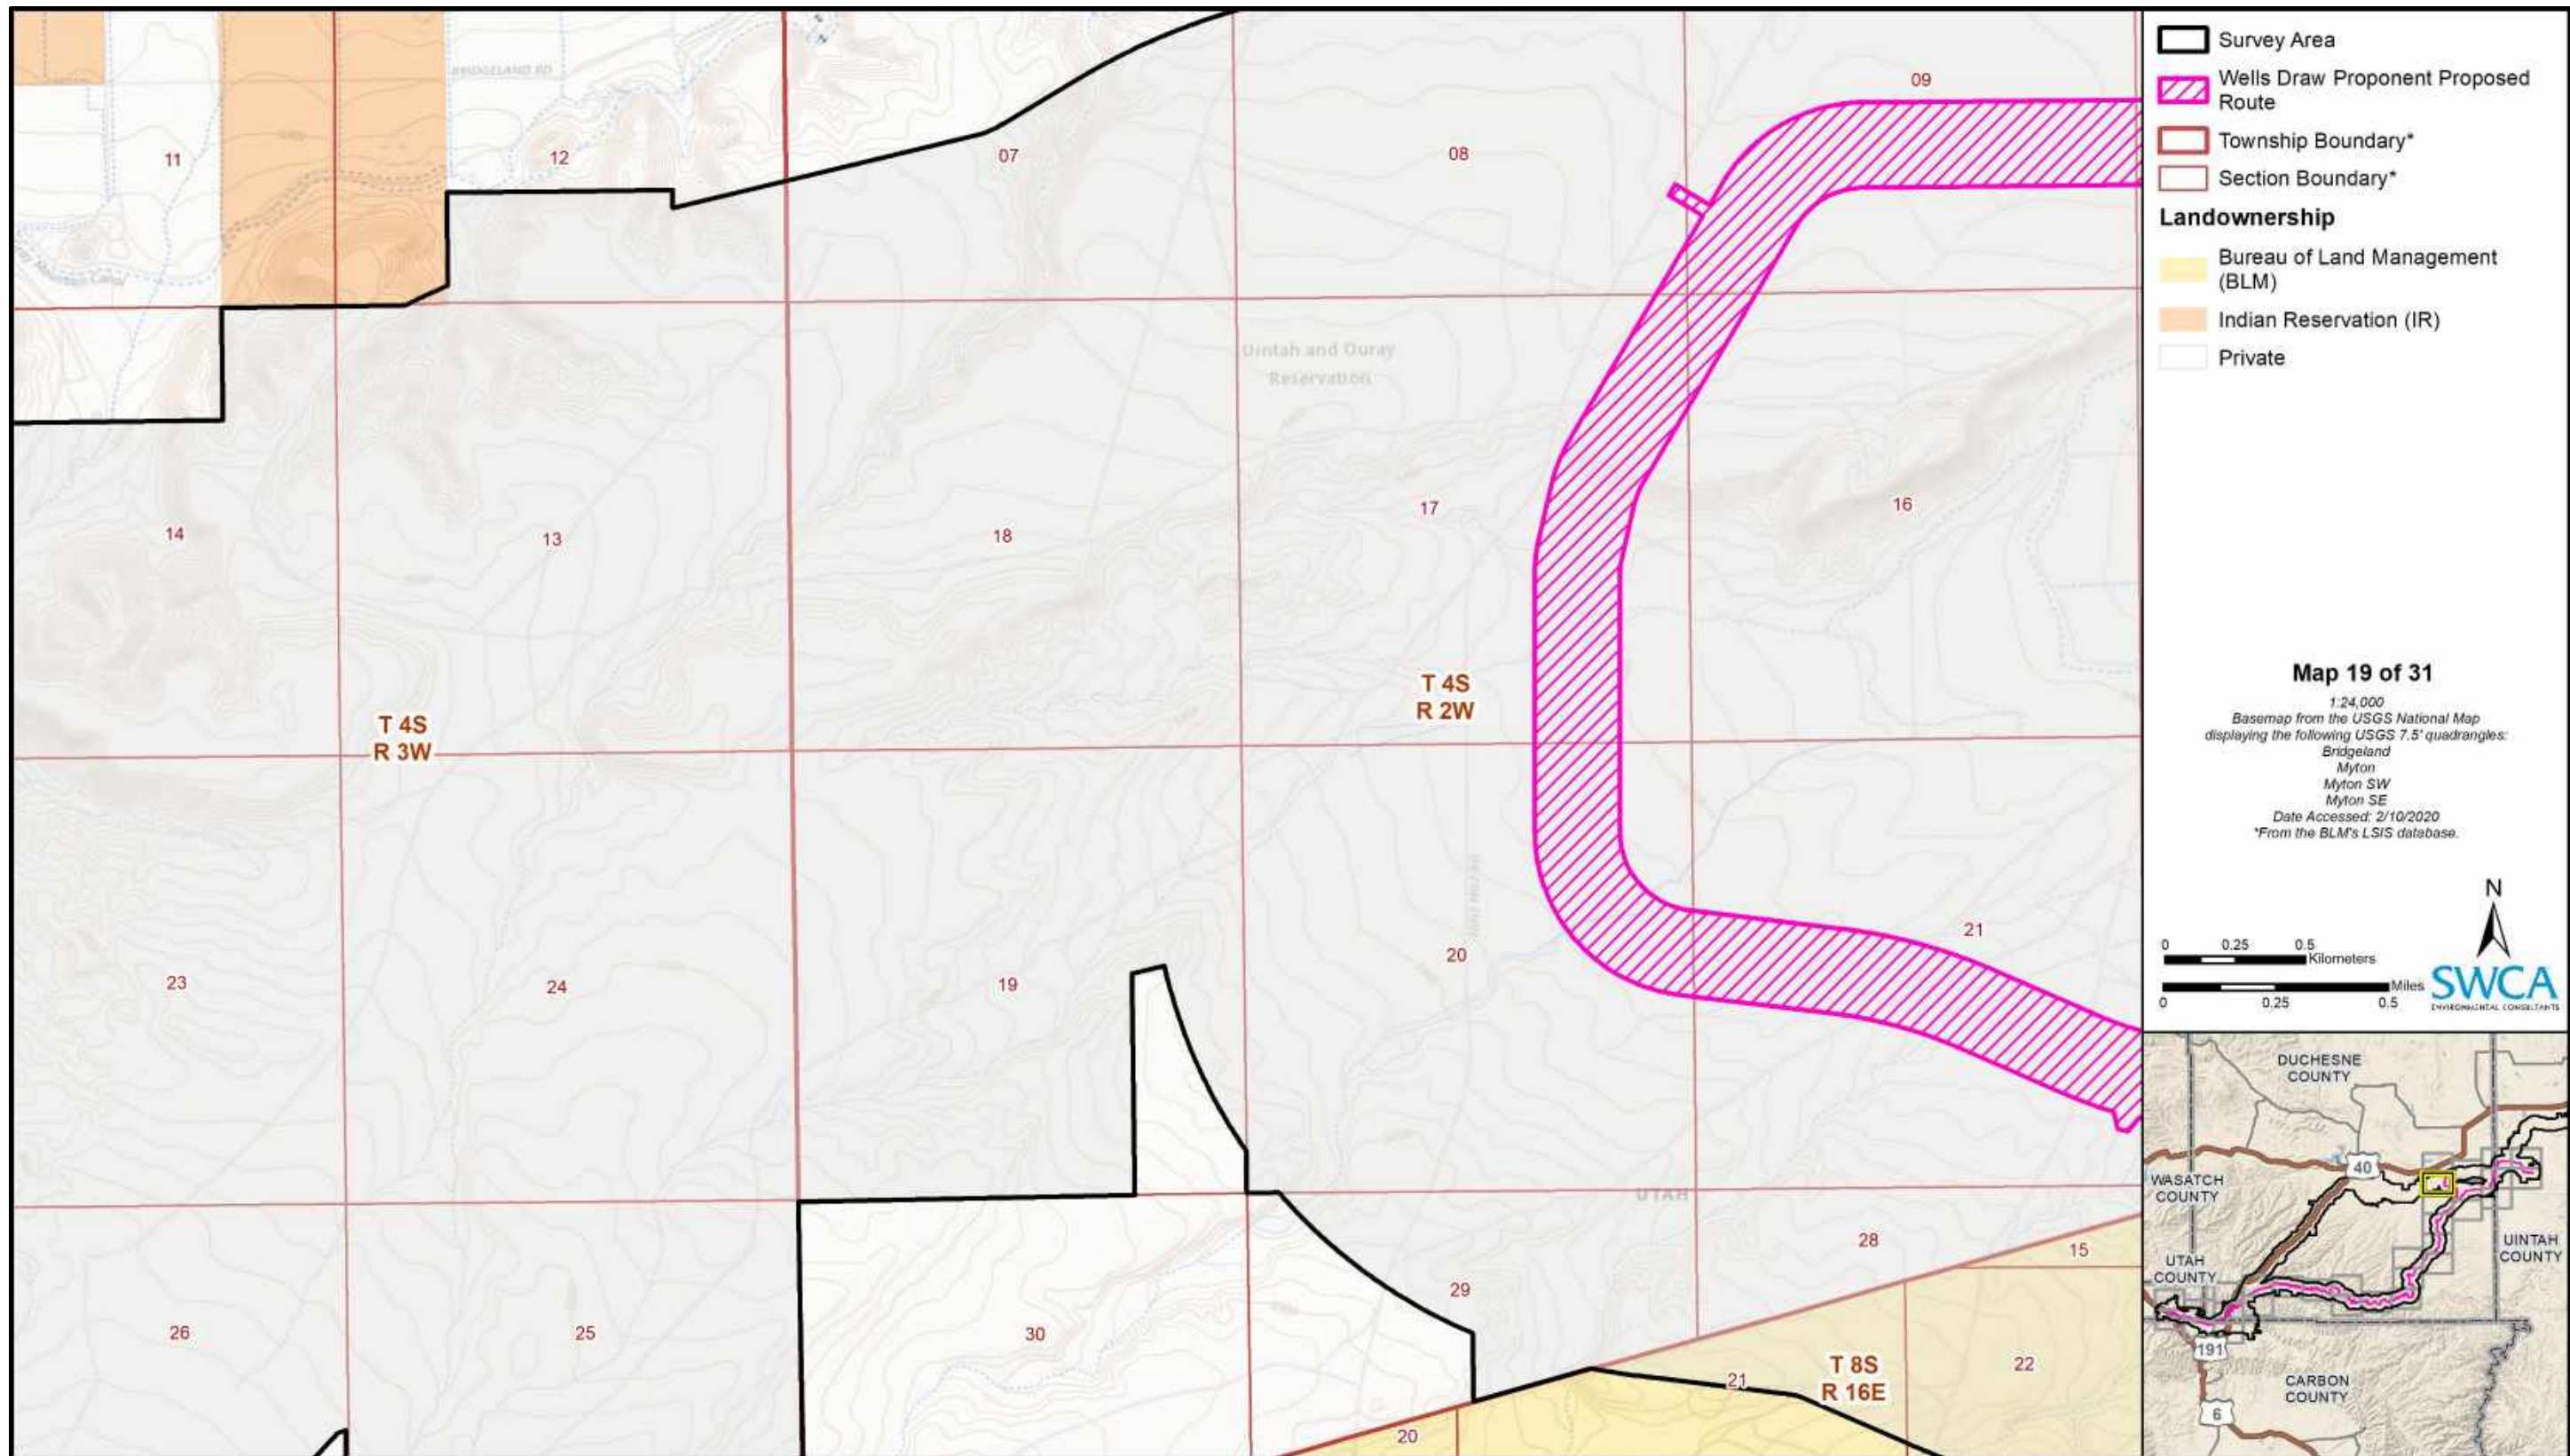 BRIDGELAND RD
09
11
12
07
08
Uintah and Ouray
Reservation
14
13
18
17
16
T 4S
R 3W
T 4S
R 2W
23
24
19
20
21
UTAH
28
15
29
26
25
30
T 8S
R 16E
22
21
20
Survey Area
Wells Draw Proponent Proposed
Route
Township Boundary*
Section Boundary*
Landownership
Bureau of Land Management
(BLM)
Indian Reservation (IR)
Private
Map 19 of 31
1:24,000
Basemap from the USGS National Map
displaying the following USGS 7.5' quadrangles:
Bridgeland
Myton
Myton SW
Myton SE
Date Accessed: 2/10/2020
*From the BLM's LSIS database.
N
0 0.25 0.5
Kilometers
Miles
0 0.25 0.5
SWCA
ENVIRONMENTAL CONSULTANTS
DUCHESNE
COUNTY
40
WASATCH
COUNTY
UINTAH
COUNTY
UTAH
COUNTY
191
CARBON
COUNTY
6